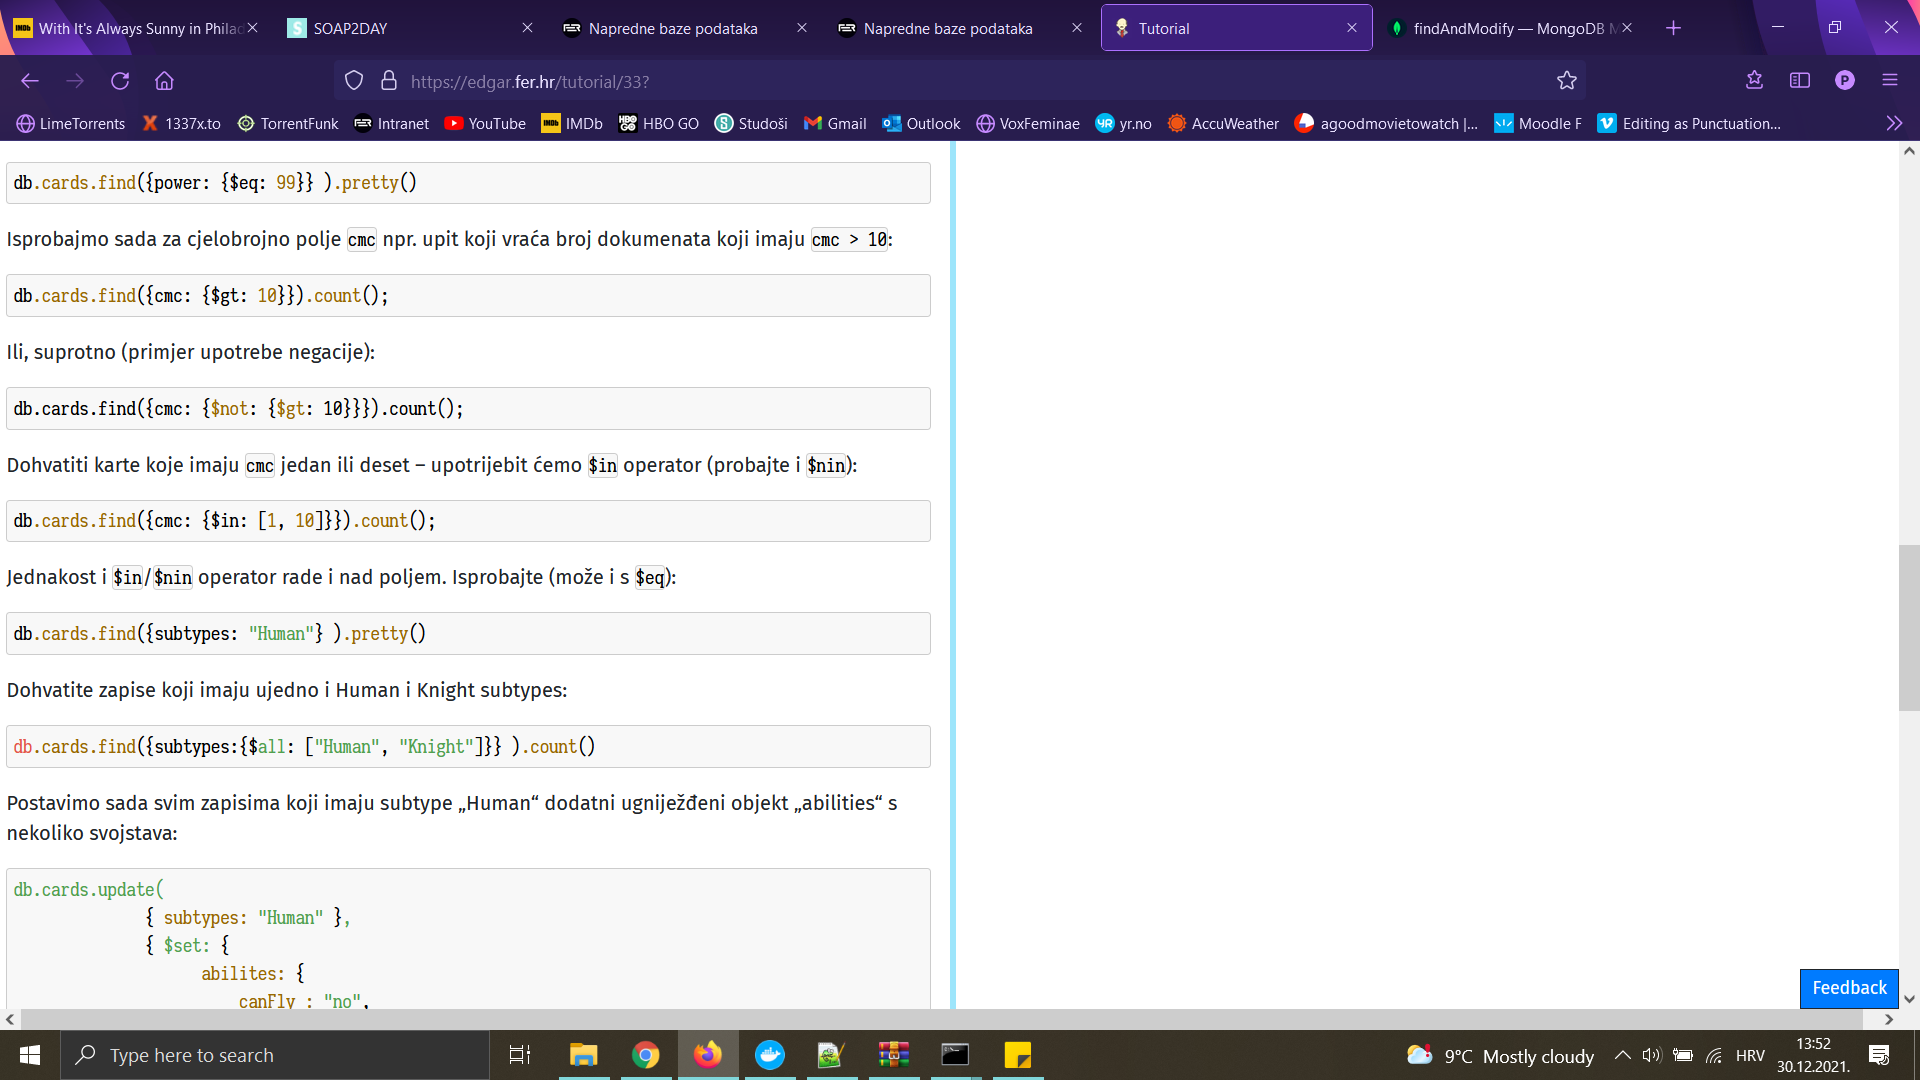 With It's Always Sunny in Philad
SOAP2DAY
Napredne baze podataka
Napredne baze podataka
Tutorial
findAndModify — MongoDB M
https://edgar.fer.hr/tutorial/33?
LimeTorrents
1337x.to
TorrentFunk
Intranet
YouTube
IMDb
HBO GO
Studoši
Gmail
Outlook
VoxFeminae
yr.no
AccuWeather
agoodmovietowatch |...
Moodle F
Editing as Punctuation...
db.cards.find({power: {$eq: 99}} ).pretty()
Isprobajmo sada za cjelobrojno polje cmc npr. upit koji vraća broj dokumenata koji imaju cmc > 10:
db.cards.find({cmc: {$gt: 10}}).count();
Ili, suprotno (primjer upotrebe negacije):
db.cards.find({cmc: {$not: {$gt: 10}}}).count();
Dohvatiti karte koje imaju cmc jedan ili deset – upotrijebit ćemo $in operator (probajte i $nin):
db.cards.find({cmc: {$in: [1, 10]}}).count();
Jednakost i $in/$nin operator rade i nad poljem. Isprobajte (može i s $eq):
db.cards.find({subtypes: "Human"} ).pretty()
Dohvatite zapise koji imaju ujedno i Human i Knight subtypes:
db.cards.find({subtypes:{$all: ["Human", "Knight"]}} ).count()
Postavimo sada svim zapisima koji imaju subtype „Human“ dodatni ugniježđeni objekt „abilities“ s
nekoliko svojstava:
db.cards.update(
{ subtypes: "Human" },
{ $set: {
abilites: {
canFly : "no",
Feedback
Type here to search
9°C Mostly cloudy
HRV
13:52
30.12.2021.